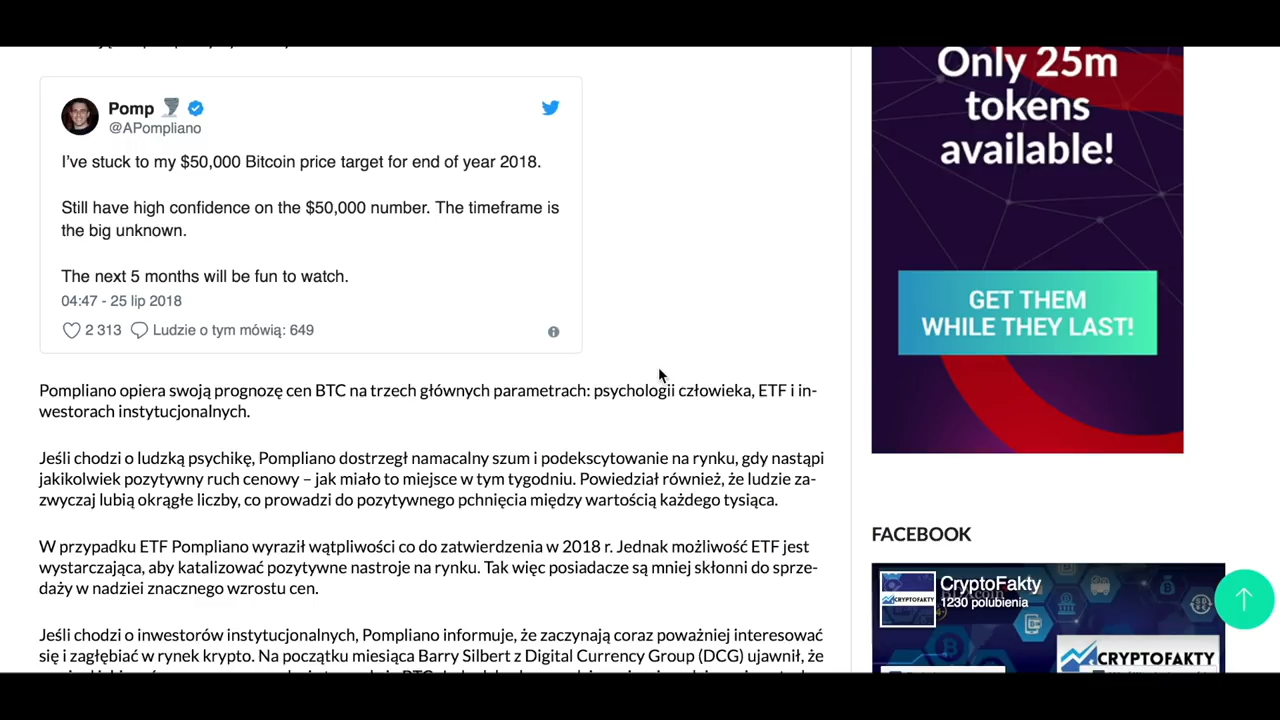 Pomp
@APompliano
I've stuck to my $50,000 Bitcoin price target for end of year 2018.
Still have high confidence on the $50,000 number. The timeframe is
the big unknown.
The next 5 months will be fun to watch.
04:47 - 25 lip 2018
2 313 Ludzie o tym mówią: 649
Pompliano opiera swoją prognozę cen BTC na trzech głównych parametrach: psychologii człowieka, ETF i in-
westorach instytucjonalnych.
Jeśli chodzi o ludzką psychikę, Pompliano dostrzegł namacalny szum i podekscytowanie na rynku, gdy nastąpi
jakikolwiek pozytywny ruch cenowy – jak miało to miejsce w tym tygodniu. Powiedział również, że ludzie za-
zwyczaj lubią okrągłe liczby, co prowadzi do pozytywnego pchnięcia między wartością każdego tysiąca.
W przypadku ETF Pompliano wyraził wątpliwości co do zatwierdzenia w 2018 r. Jednak możliwość ETF jest
wystarczająca, aby katalizować pozytywne nastroje na rynku. Tak więc posiadacze są mniej skłonni do sprze-
daży w nadziei znacznego wzrostu cen.
Jeśli chodzi o inwestorów instytucjonalnych, Pompliano informuje, że zaczynają coraz poważniej interesować
się i zagłębiać w rynek krypto. Na początku miesiąca Barry Silbert z Digital Currency Group (DCG) ujawnił, że
Only 25m
tokens
available!
GET THEM
WHILE THEY LAST!
FACEBOOK
CryptoFakty
1230 polubienia
CRYPTOFAKTY
CRYPTOFAKTY